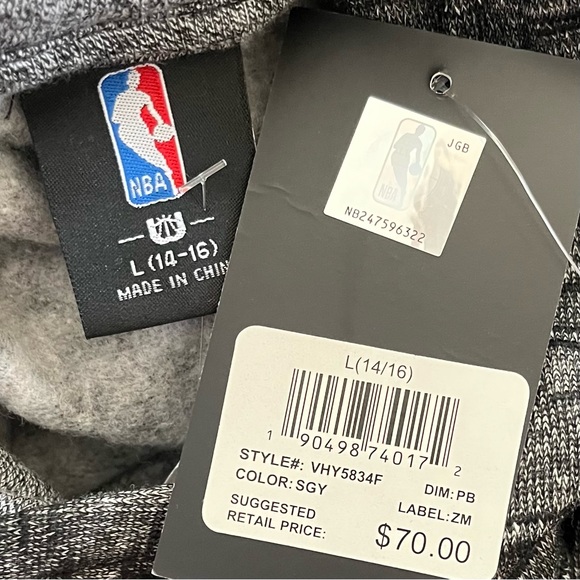 NBA
L (14-16)
MADE IN CHIN
JGB
NBA
NB247596322
L(14/16)
1 90498 74017 2
STYLE#: VHY5834F
DIM:PB
COLOR:SGY
LABEL:ZM
SUGGESTED
RETAIL PRICE:
$70.00